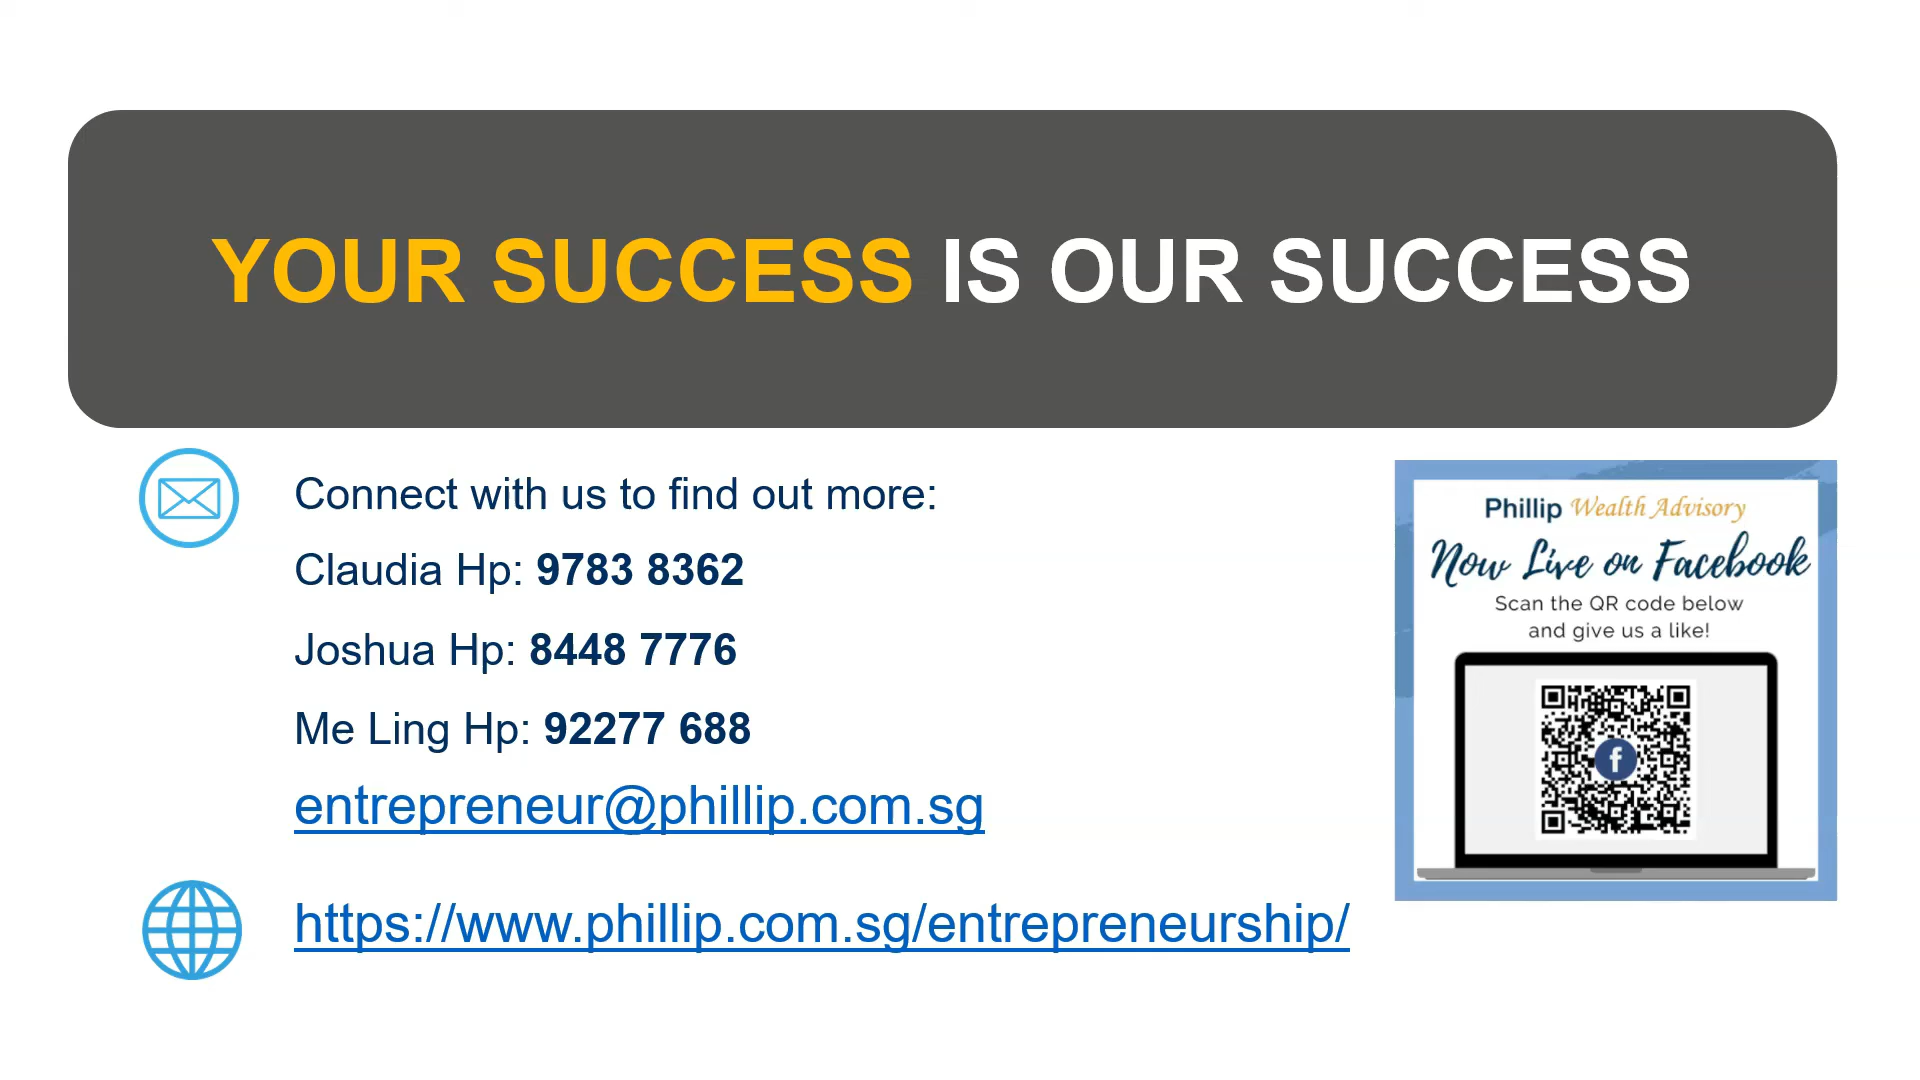 YOUR SUCCESS IS OUR SUCCESS
Connect with us to find out more:
Claudia Hp: 9783 8362
Joshua Hp: 8448 7776
Me Ling Hp: 92277 688
entrepreneur@phillip.com.sg
https://www.phillip.com.sg/entrepreneurship/
Phillip Wealth Advisory
Now Live on Facebook
Scan the QR code below
and give us a like!
f